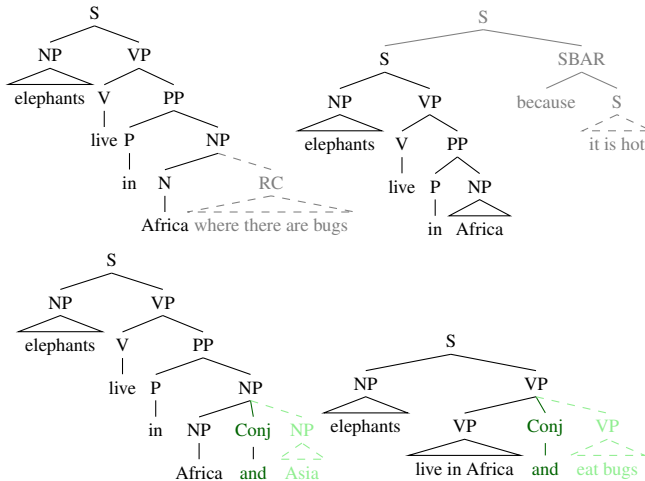 S
NP VP
elephants V PP
live P NP
in N RC
Africa where there are bugs
S
S SBAR
NP VP because S
elephants V PP it is hot
live P NP
in Africa
S
NP VP
elephants V PP
live P NP
in NP Conj NP
Africa and Asia
S
NP VP
elephants VP Conj VP
live in Africa and eat bugs